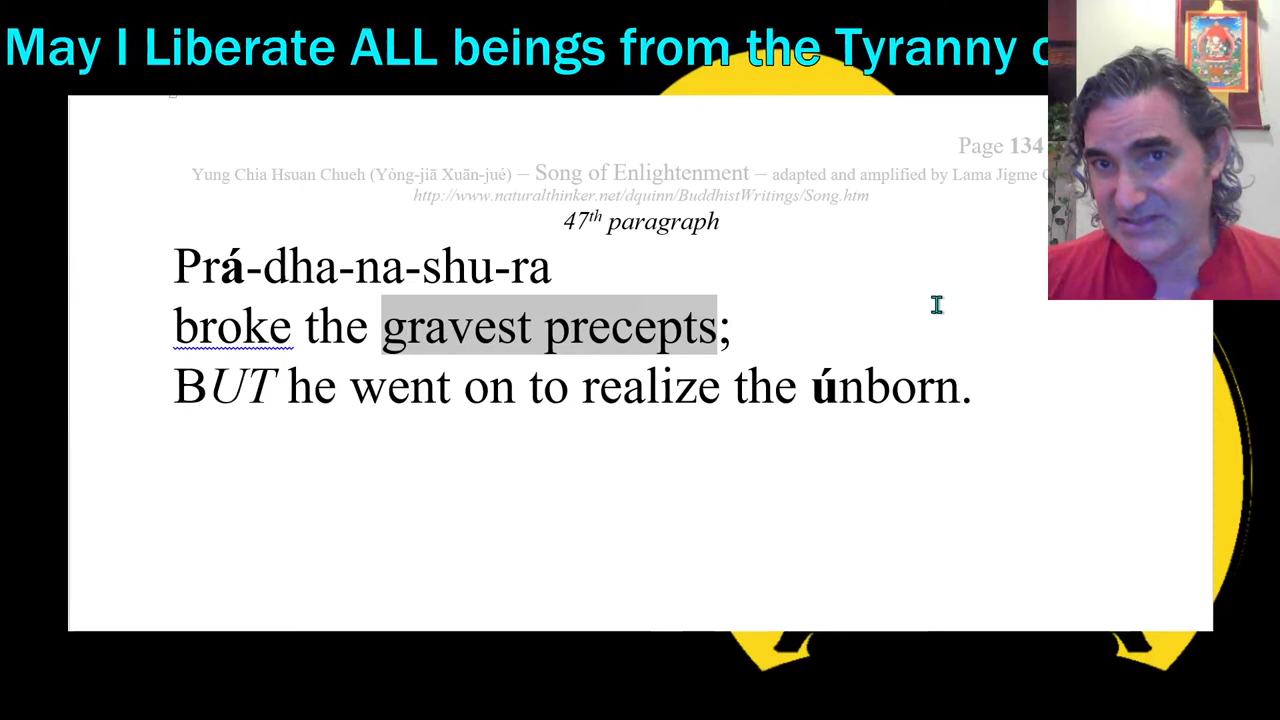 May I Liberate ALL beings from the Tyranny
Page 134
Yung Chia Hsuan Chueh (Yòng-jiā Xuān-jué) – Song of Enlightenment – adapted and amplified by Lama Jigme
http://www.naturalthinker.net/dquinn/BuddhistWritings/Song.htm
47th paragraph
Prá-dha-na-shu-ra
broke the gravest precepts;
BUT he went on to realize the únborn.